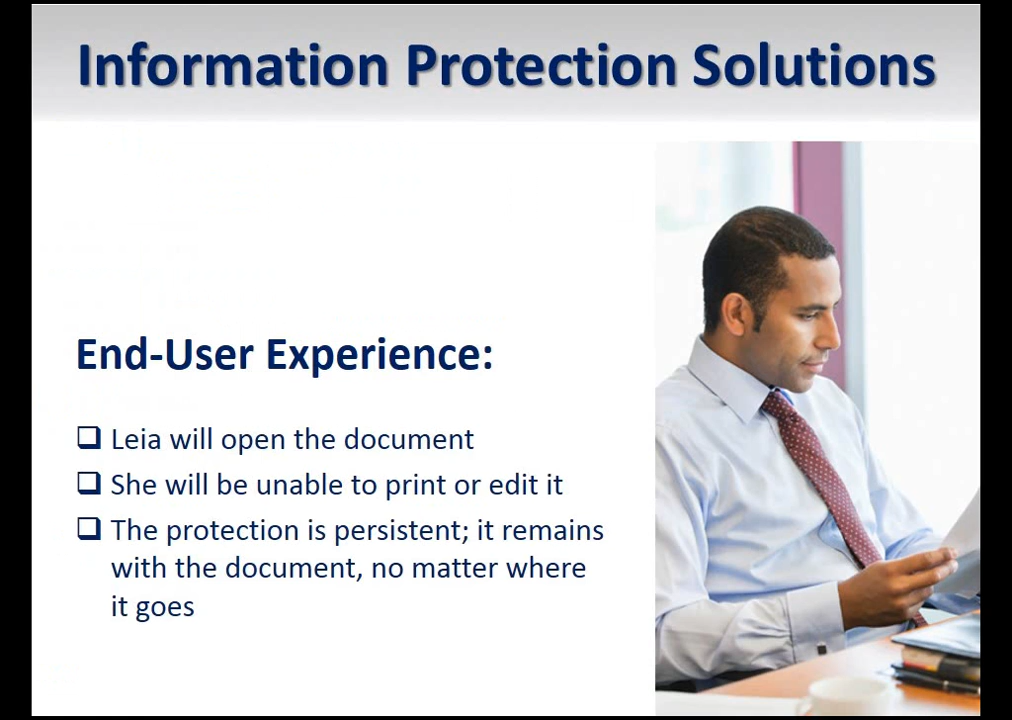 Information Protection Solutions
End-User Experience:
❑ Leia will open the document
❑ She will be unable to print or edit it
❑ The protection is persistent; it remains
with the document, no matter where
it goes